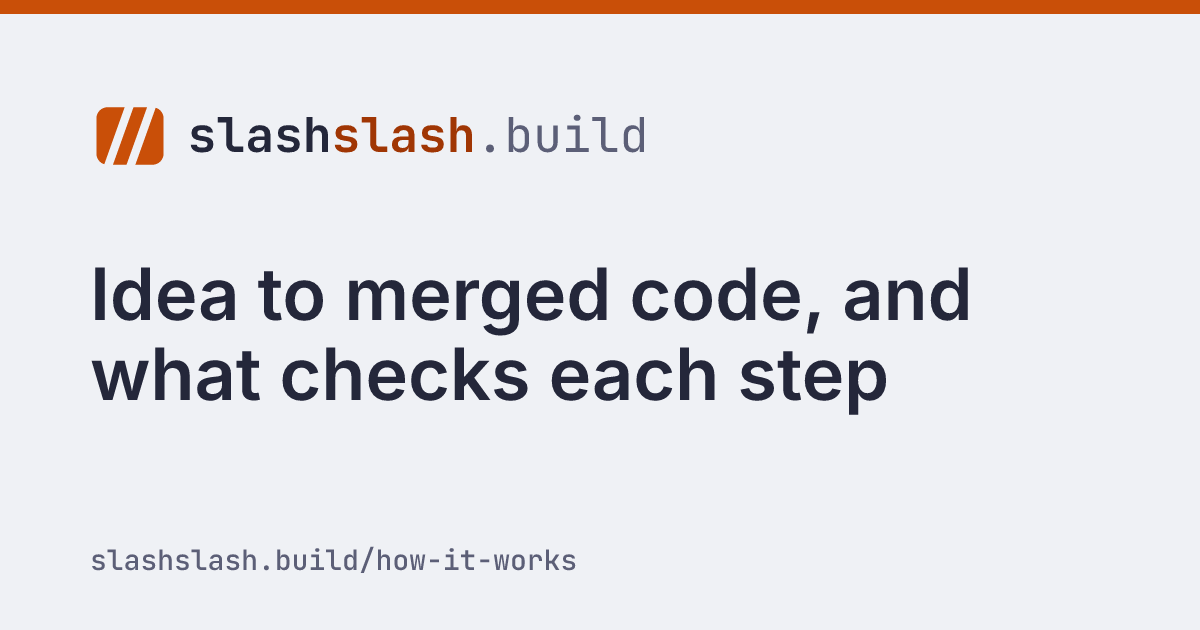 slashslash.build
Idea to merged code, and
what checks each step
slashslash.build/how-it-works